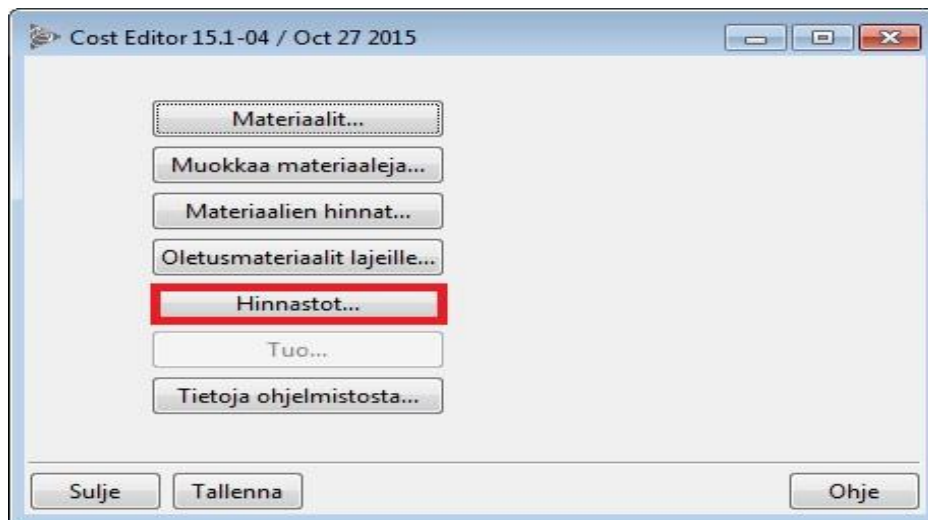 Cost Editor 15.1-04 / Oct 27 2015
Materiaalit...
Muokkaa materiaaleja...
Materiaalien hinnat...
Oletusmateriaalit lajeille...
Hinnastot...
Tuo...
Tietoja ohjelmistosta...
Sulje Tallenna Ohje